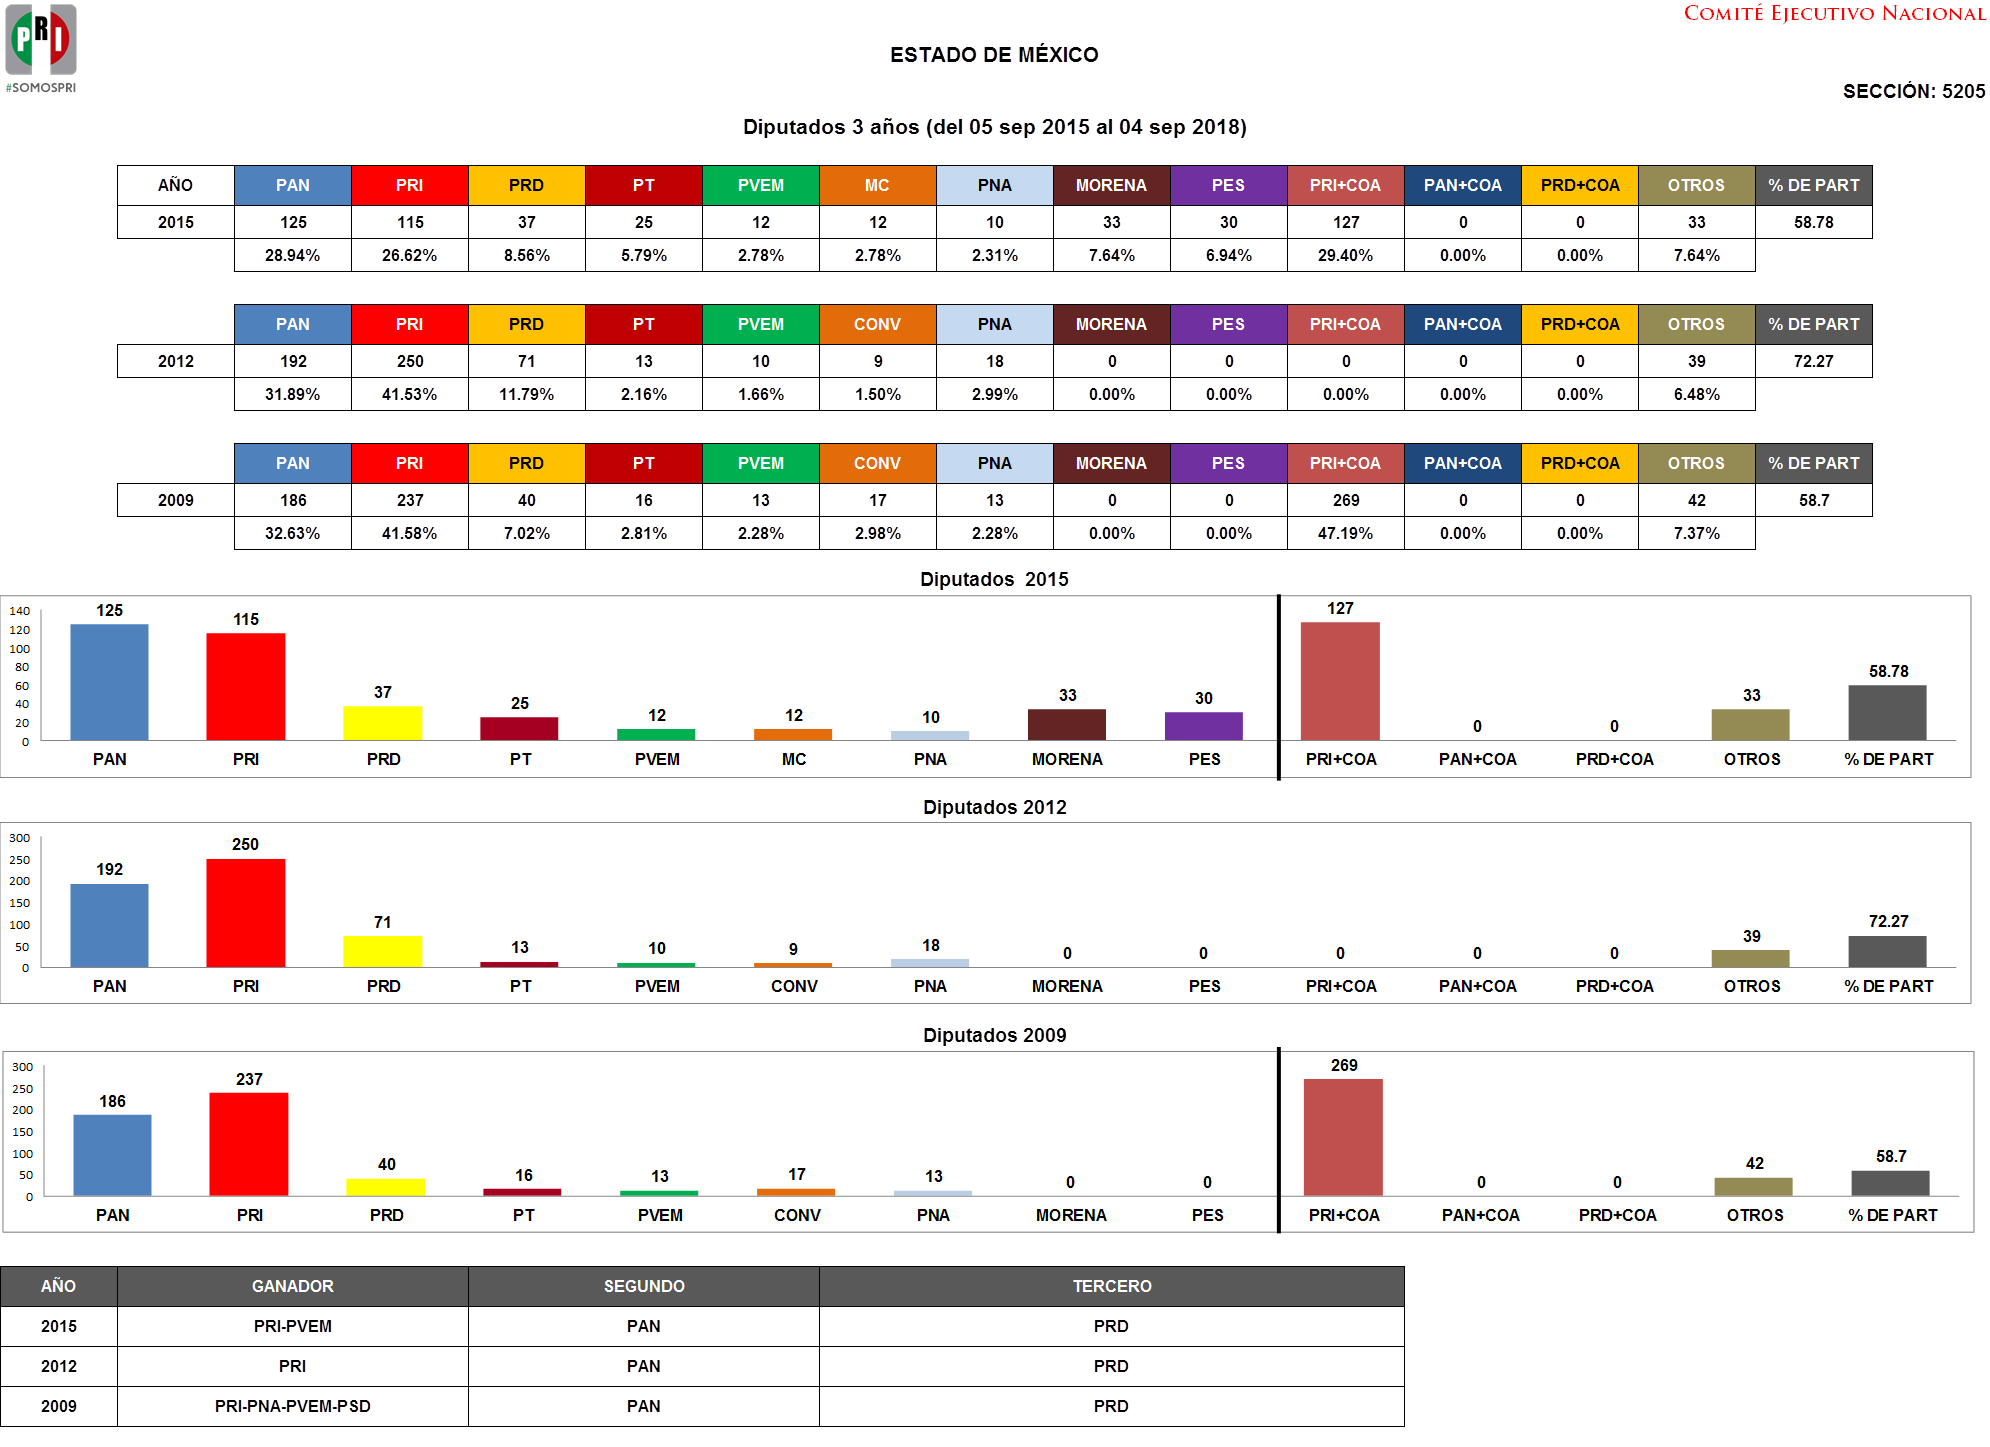 PRI
#SOMOSPRI
COMITÉ EJECUTIVO NACIONAL
ESTADO DE MÉXICO
SECCIÓN: 5205
Diputados 3 años (del 05 sep 2015 al 04 sep 2018)
AÑO PAN PRI PRD PT PVEM MC PNA MORENA PES PRI+COA PAN+COA PRD+COA OTROS % DE PART
2015 125 115 37 25 12 12 10 33 30 127 0 0 33 58.78
28.94% 26.62% 8.56% 5.79% 2.78% 2.78% 2.31% 7.64% 6.94% 29.40% 0.00% 0.00% 7.64%
PAN PRI PRD PT PVEM CONV PNA MORENA PES PRI+COA PAN+COA PRD+COA OTROS % DE PART
2012 192 250 71 13 10 9 18 0 0 0 0 0 39 72.27
31.89% 41.53% 11.79% 2.16% 1.66% 1.50% 2.99% 0.00% 0.00% 0.00% 0.00% 0.00% 6.48%
PAN PRI PRD PT PVEM CONV PNA MORENA PES PRI+COA PAN+COA PRD+COA OTROS % DE PART
2009 186 237 40 16 13 17 13 0 0 269 0 0 42 58.7
32.63% 41.58% 7.02% 2.81% 2.28% 2.98% 2.28% 0.00% 0.00% 47.19% 0.00% 0.00% 7.37%
Diputados  2015
140
120
100
80
60
40
20
0
125 115 37 25 12 12 10 33 30 127 0 0 33 58.78
PAN PRI PRD PT PVEM MC PNA MORENA PES PRI+COA PAN+COA PRD+COA OTROS % DE PART
Diputados 2012
300
250
200
150
100
50
0
192 250 71 13 10 9 18 0 0 0 0 0 39 72.27
PAN PRI PRD PT PVEM CONV PNA MORENA PES PRI+COA PAN+COA PRD+COA OTROS % DE PART
Diputados 2009
300
250
200
150
100
50
0
186 237 40 16 13 17 13 0 0 269 0 0 42 58.7
PAN PRI PRD PT PVEM CONV PNA MORENA PES PRI+COA PAN+COA PRD+COA OTROS % DE PART
AÑO GANADOR SEGUNDO TERCERO
2015 PRI-PVEM PAN PRD
2012 PRI PAN PRD
2009 PRI-PNA-PVEM-PSD PAN PRD